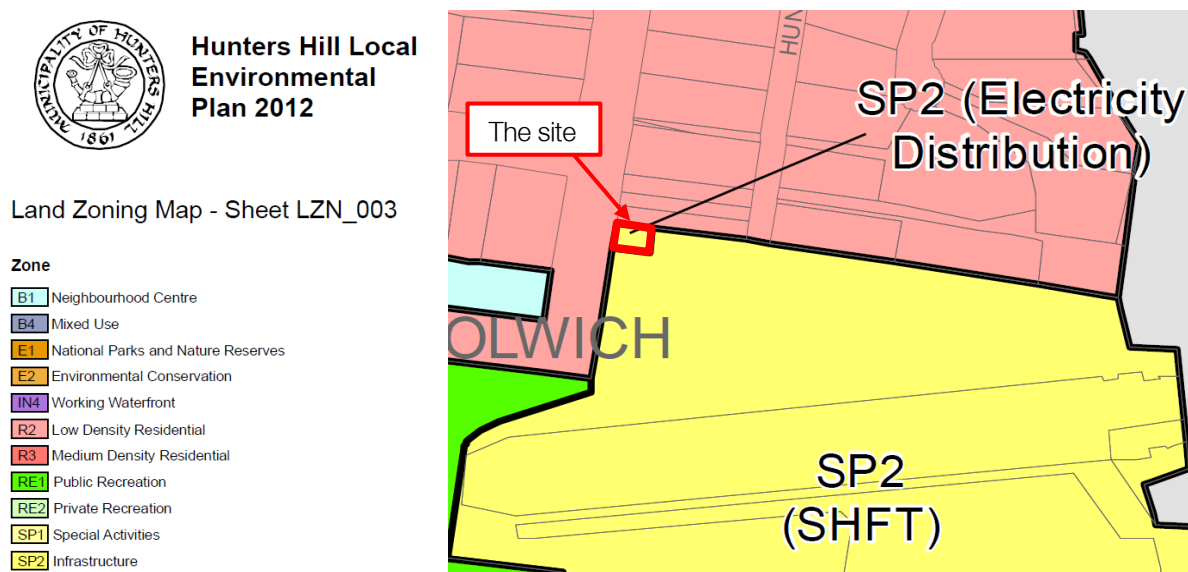 MUNICIPALITY OF HUNTERS HILL
1861
Hunters Hill Local
Environmental
Plan 2012
Land Zoning Map - Sheet LZN_003
Zone
B1 Neighbourhood Centre
B4 Mixed Use
E1 National Parks and Nature Reserves
E2 Environmental Conservation
IN4 Working Waterfront
R2 Low Density Residential
R3 Medium Density Residential
RE1 Public Recreation
RE2 Private Recreation
SP1 Special Activities
SP2 Infrastructure
HUN
The site
SP2 (Electricity
Distribution)
OLWICH
SP2
(SHFT)